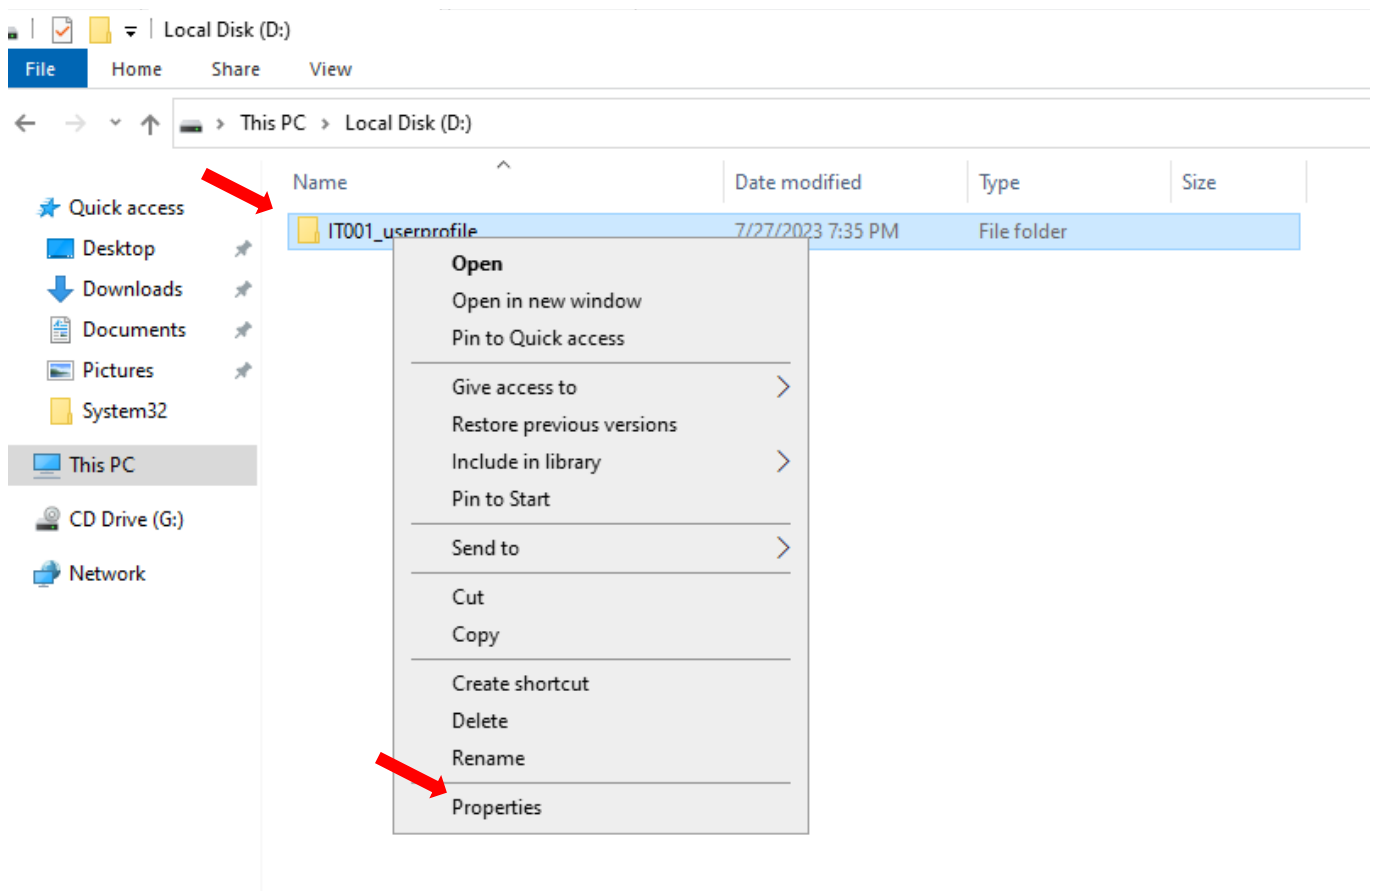 Local Disk (D:)
File Home Share View
This PC > Local Disk (D:)
Name Date modified Type Size
Quick access
Desktop
Downloads
Documents
Pictures
System32
This PC
CD Drive (G:)
Network
IT001_userprofile 7/27/2023 7:35 PM File folder
Open
Open in new window
Pin to Quick access
Give access to
Restore previous versions
Include in library
Pin to Start
Send to
Cut
Copy
Create shortcut
Delete
Rename
Properties